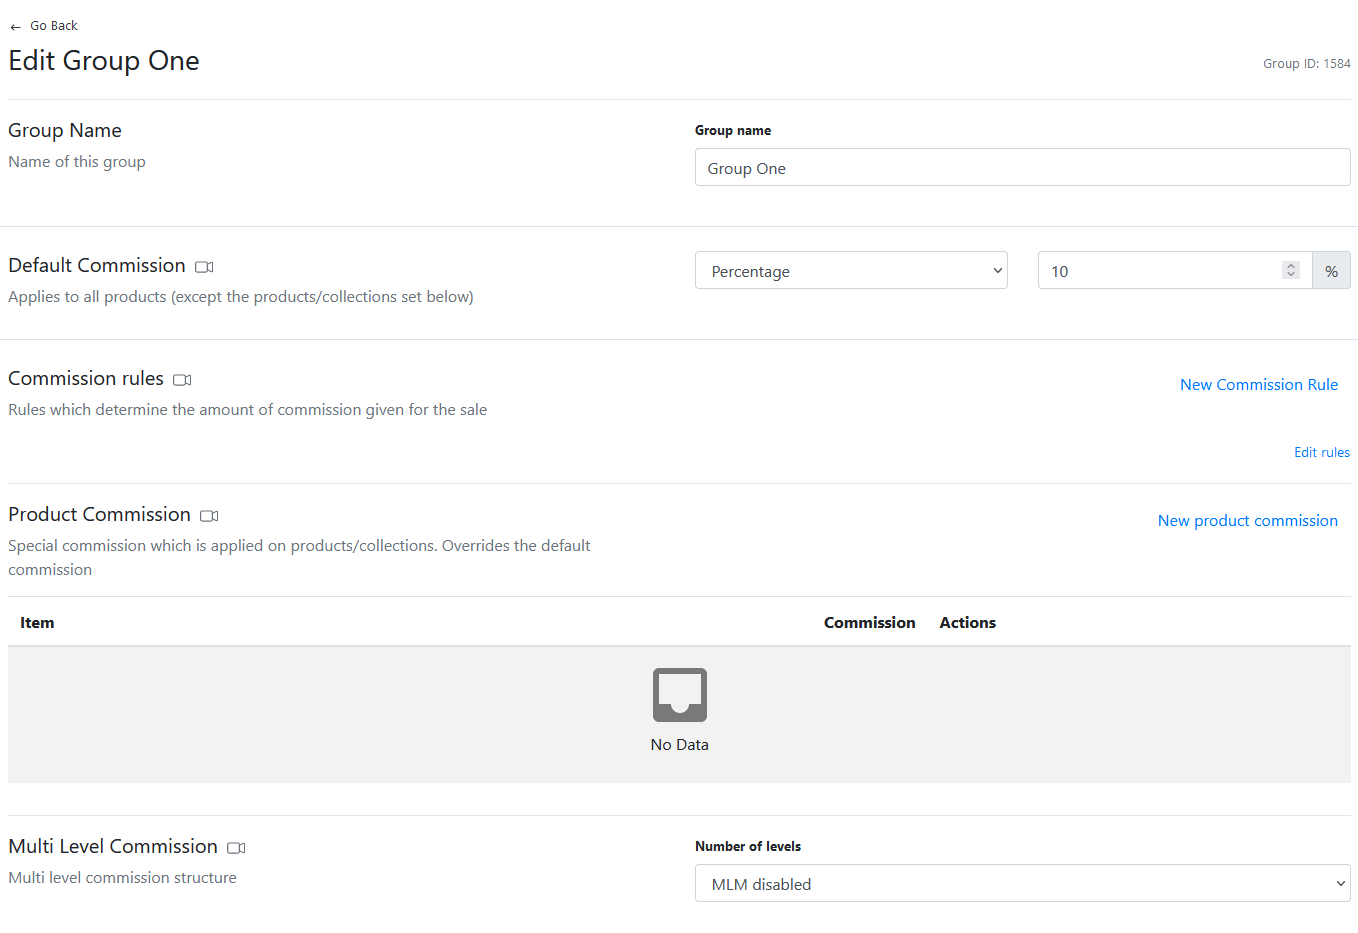 ← Go Back
Edit Group One
Group ID: 1584
Group Name
Name of this group
Group name
Group One
Default Commission
Applies to all products (except the products/collections set below)
Percentage
10
%
Commission rules
Rules which determine the amount of commission given for the sale
New Commission Rule
Edit rules
Product Commission
Special commission which is applied on products/collections. Overrides the default
commission
New product commission
Item Commission Actions
No Data
Multi Level Commission
Multi level commission structure
Number of levels
MLM disabled